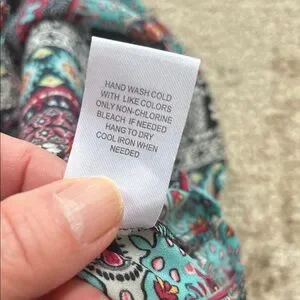 HAND WASH COLD
WITH LIKE COLORS
ONLY NON-CHLORINE
BLEACH IF NEEDED
HANG TO DRY
COOL IRON WHEN
NEEDED